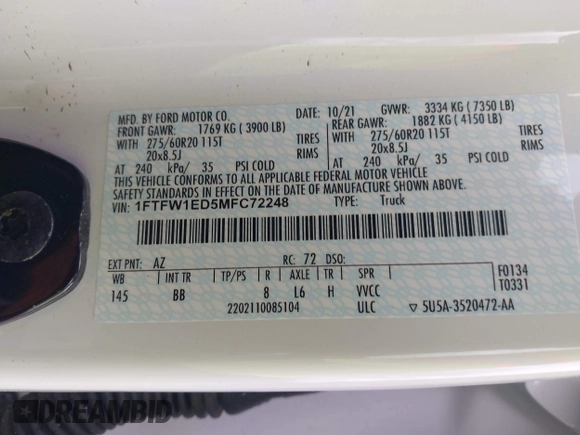 MFD. BY FORD MOTOR CO.
DATE: 10/21 GVWR: 3334 KG ( 7350 LB)
FRONT GAWR: 1769 KG ( 3900 LB) REAR GAWR: 1882 KG ( 4150 LB)
WITH 275/60R20 115T TIRES WITH 275/60R20 115T TIRES
20x8.5J RIMS 20x8.5J RIMS
AT 240 kPa/ 35 PSI COLD AT 240 kPa/ 35 PSI COLD
THIS VEHICLE CONFORMS TO ALL APPLICABLE FEDERAL MOTOR VEHICLE
SAFETY STANDARDS IN EFFECT ON THE DATE OF MANUFACTURE SHOWN ABOVE.
VIN: 1FTFW1ED5MFC72248 TYPE: Truck
EXT PNT: AZ RC: 72 DSO:
WB INT TR TP/PS R AXLE TR SPR F0134
145 BB 8 L6 H VVCC T0331
2202110085104 ULC ▽ 5U5A-3520472-AA
DREAMBID